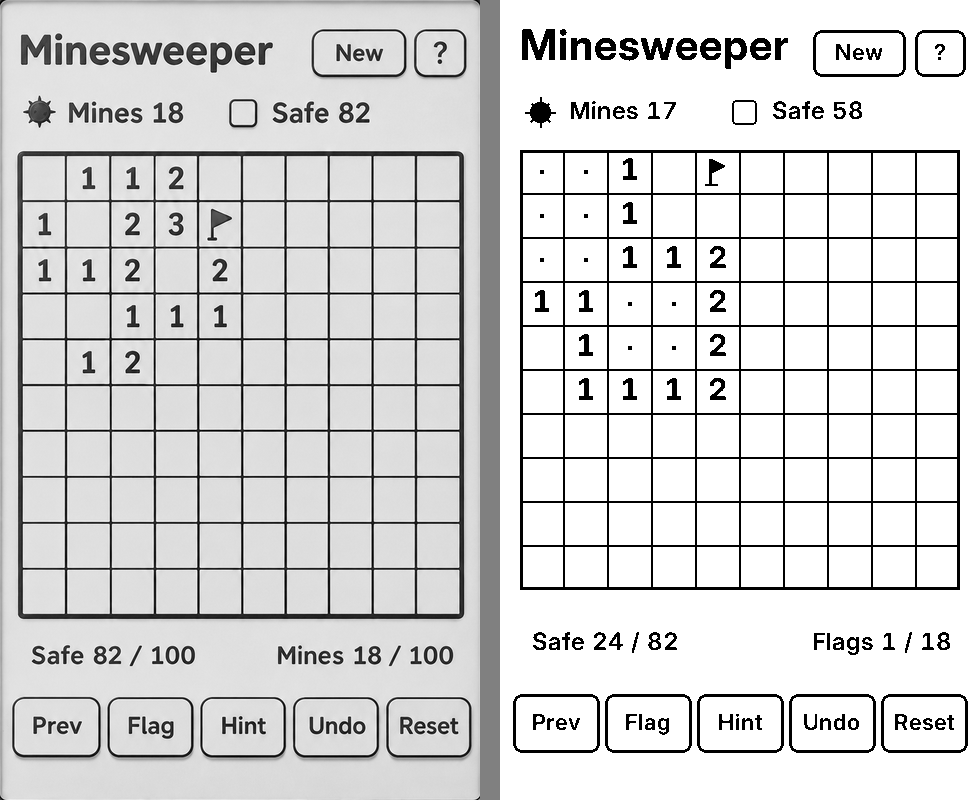 Minesweeper New ?
Mines 18 Safe 82
1 1 2
1 2 3
1 1 2 2
1 1 1
1 2
Safe 82 / 100 Mines 18 / 100
Prev Flag Hint Undo Reset
Minesweeper New ?
Mines 17 Safe 58
· · 1
· · 1
· · 1 1 2
1 1 · · 2
1 · · 2
1 1 1 2
Safe 24 / 82 Flags 1 / 18
Prev Flag Hint Undo Reset